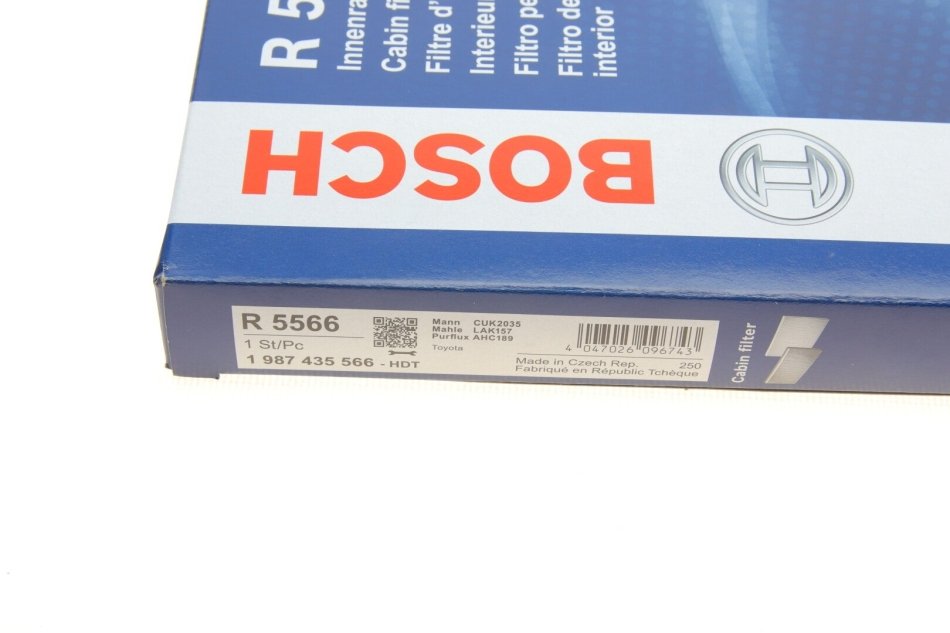 R 5
Innenra
Cabin fi
Filtre d'
Interieu
Filtro pe
Filtro de
interior
BOSCH
R 5566
1 St/Pc
1 987 435 566 - HDT
Mann CUK2035
Mahle LAK157
Purflux AHC189
Toyota
4 047026 096743
Made in Czech Rep. 250
Fabriqué en Républic Tchèque
Cabin filter